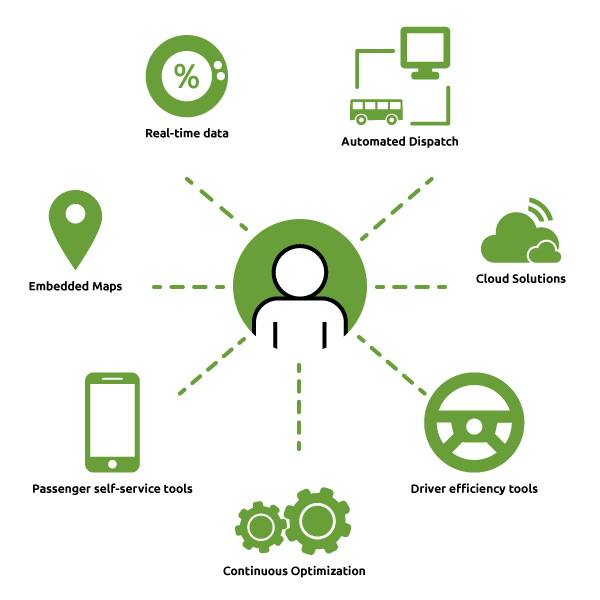 %
Real-time data
Automated Dispatch
Embedded Maps
Cloud Solutions
Passenger self-service tools
Driver efficiency tools
Continuous Optimization